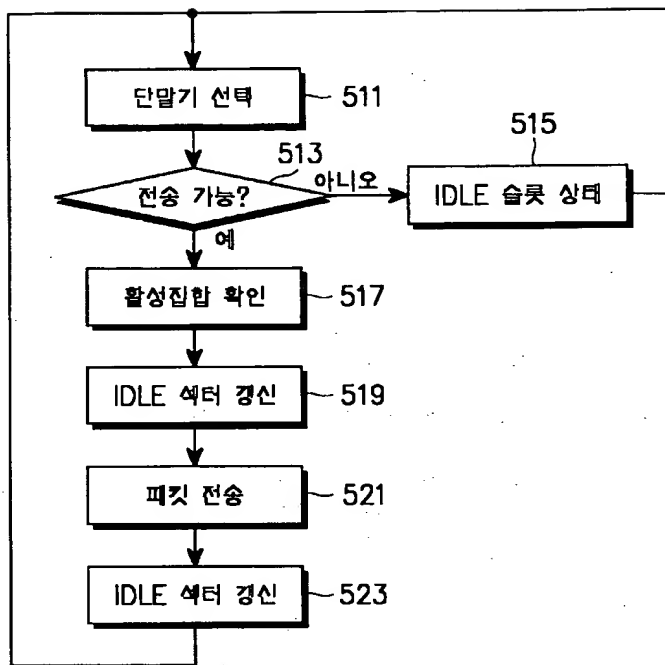 단말기 선택
511
515
513
전송 가능?
아니오
IDLE 슬롯 상태
예
활성집합 확인
517
IDLE 섹터 갱신
519
패킷 전송
521
IDLE 섹터 갱신
523